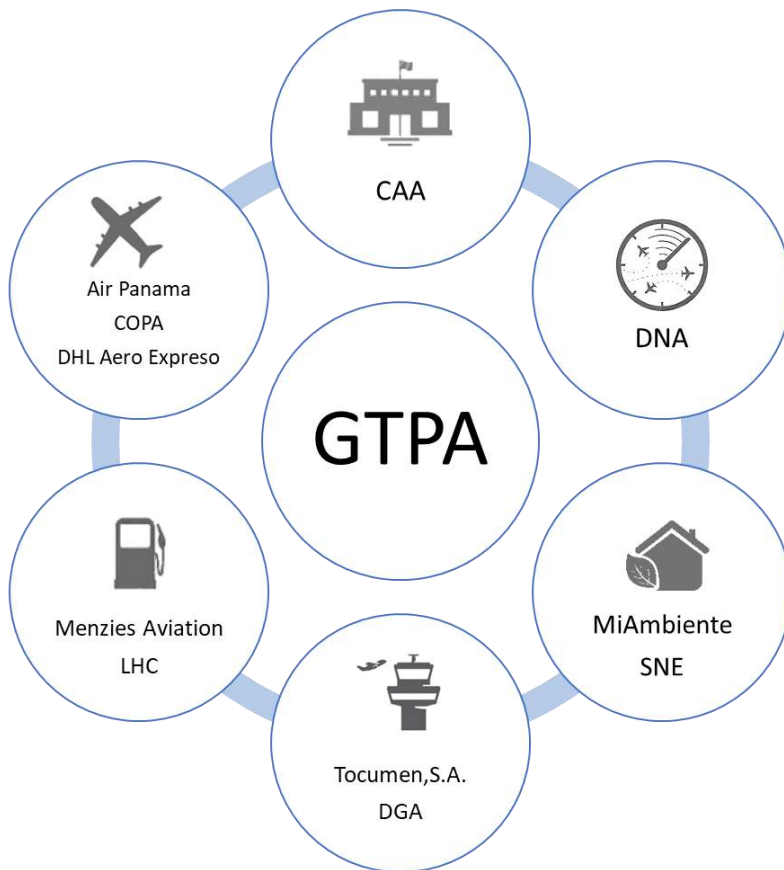 CAA
Air Panama
COPA
DHL Aero Expreso
DNA
GTPA
Menzies Aviation
LHC
MiAmbiente
SNE
Tocumen,S.A.
DGA